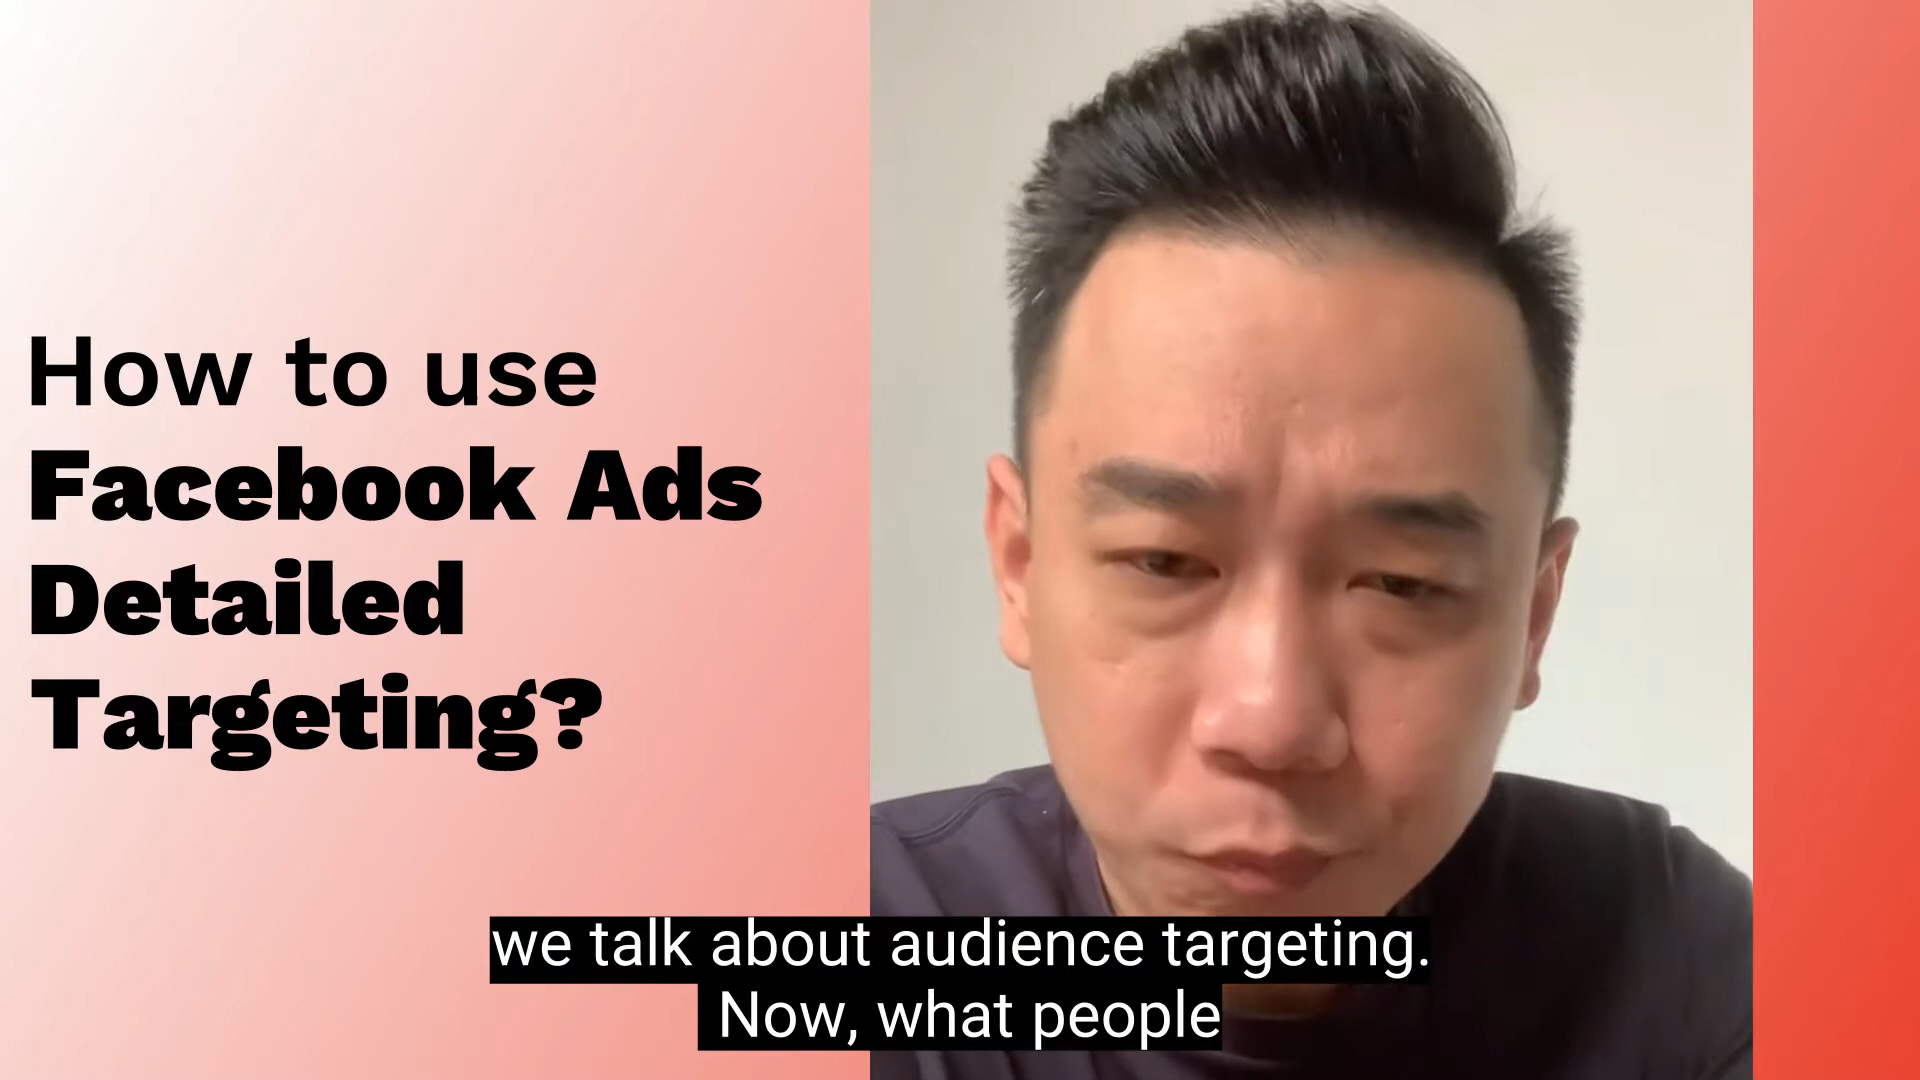 How to use
Facebook Ads
Detailed
Targeting?
we talk about audience targeting.
Now, what people